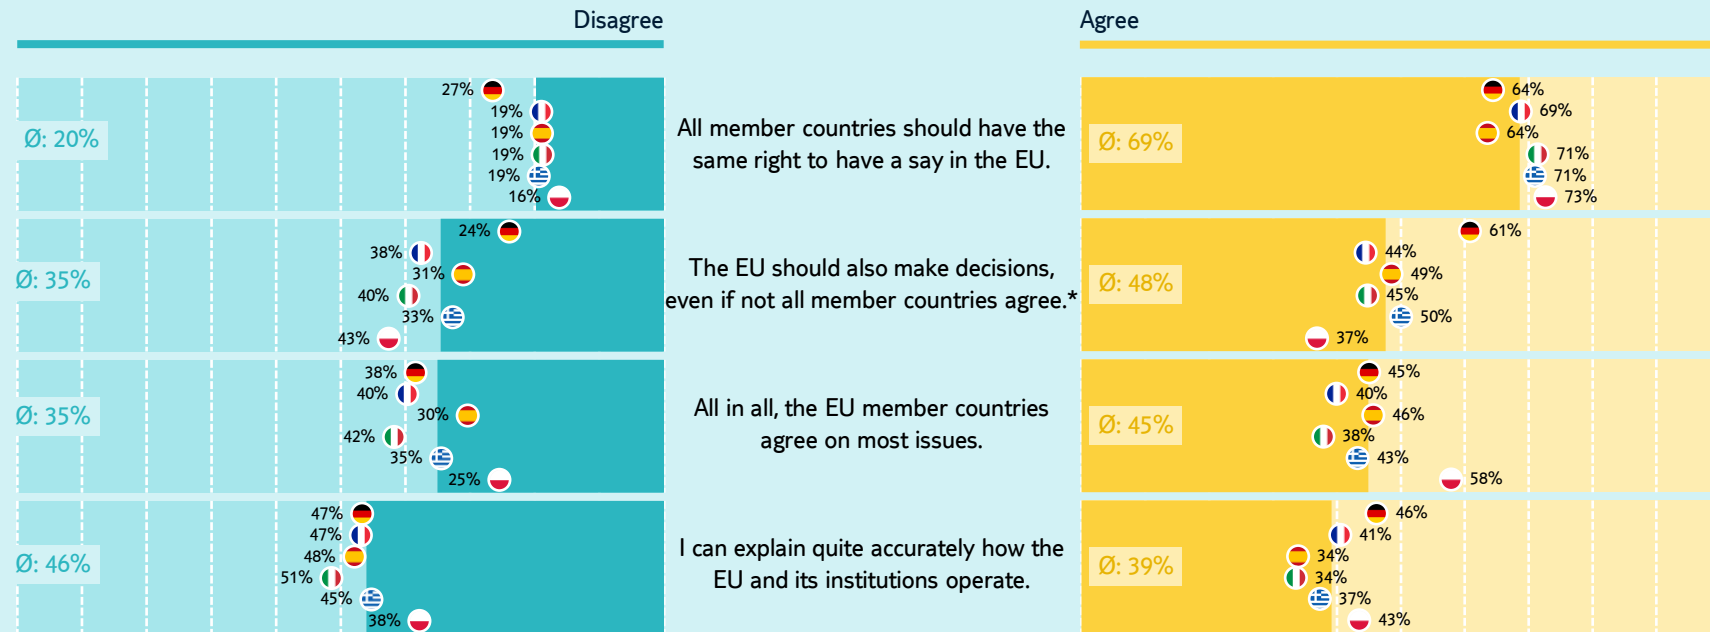 Disagree
Agree
27%
19%
19%
19%
19%
16%
Ø: 20%
All member countries should have the
same right to have a say in the EU.
Ø: 69%
64%
69%
64%
71%
71%
73%
24%
38%
31%
40%
33%
43%
Ø: 35%
The EU should also make decisions,
even if not all member countries agree.*
Ø: 48%
61%
44%
49%
45%
50%
37%
38%
40%
30%
42%
35%
25%
Ø: 35%
All in all, the EU member countries
agree on most issues.
Ø: 45%
45%
40%
46%
38%
43%
58%
47%
47%
48%
51%
45%
38%
Ø: 46%
I can explain quite accurately how the
EU and its institutions operate.
Ø: 39%
46%
41%
34%
34%
37%
43%